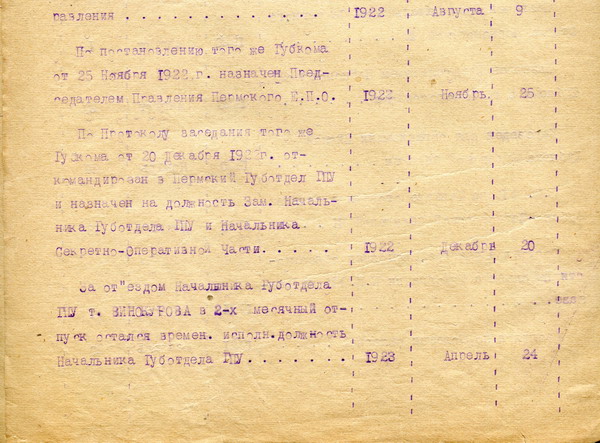 равления . . . . . . . . . . . . . . 1922 Августа 9
По постановлению того же Губкома
от 25 Ноября 1922 г. назначен Пред-
седателем Правления Пермского Е.П.О. 1922 Ноябрь 25
По Протоколу заседания того же
Губкома от 20 Декабря 1922г. от-
командирован в Пермский Губотдел ГПУ
и назначен на должность Зам. Началь-
ника Губотдела ГПУ и Начальника
Секретно-Оперативной Части. . . . . . 1922 Декабрь 20
За от"ездом Начальника Губотдела
ГПУ т. ВИНОКУРОВА в 2-х месячный от-
пуск остался времен. исполн.должность
Начальника Губотдела ГПУ. . . . . . . . 1923 Апрель 24